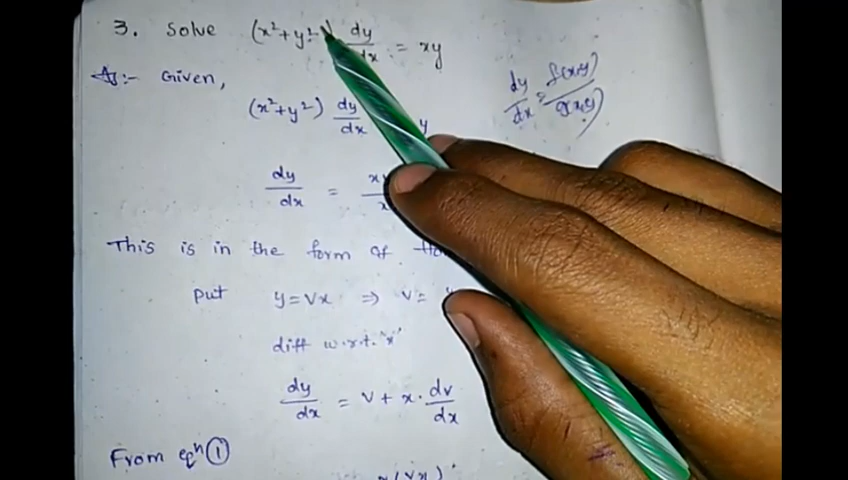 3. Solve (x² + y²) dy/dx = xy
Given,
(x² + y²) dy/dx y
dy/dx = f(x,y)/g(x,y)
dy/dx = x
This is in the form of
put y = vx ⇒ v =
diff w.r.t. 'x'
dy/dx = v + x · dv/dx
From eqⁿ ①
x(vx)